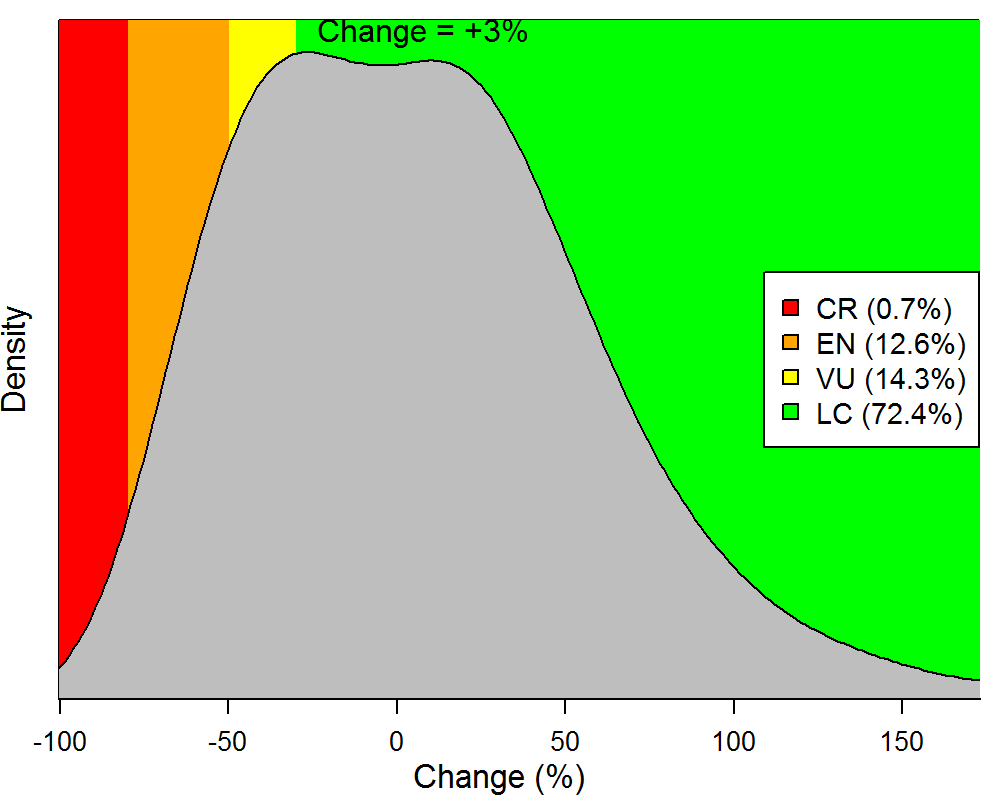 Change = +3%
Density
CR (0.7%)
EN (12.6%)
VU (14.3%)
LC (72.4%)
-100 -50 0 50 100 150
Change (%)